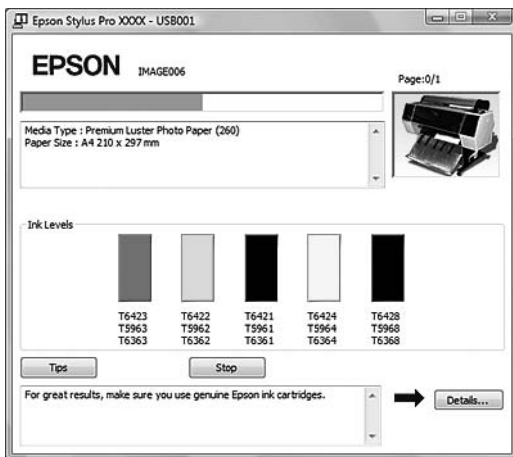 Epson Stylus Pro XXXX - USB001
EPSON IMAGE006
Page:0/1
Media Type : Premium Luster Photo Paper (260)
Paper Size : A4 210 x 297 mm
Ink Levels
T6423 T6422 T6421 T6424 T6428
T5963 T5962 T5961 T5964 T5968
T6363 T6362 T6361 T6364 T6368
Tips Stop
For great results, make sure you use genuine Epson ink cartridges.
Details...